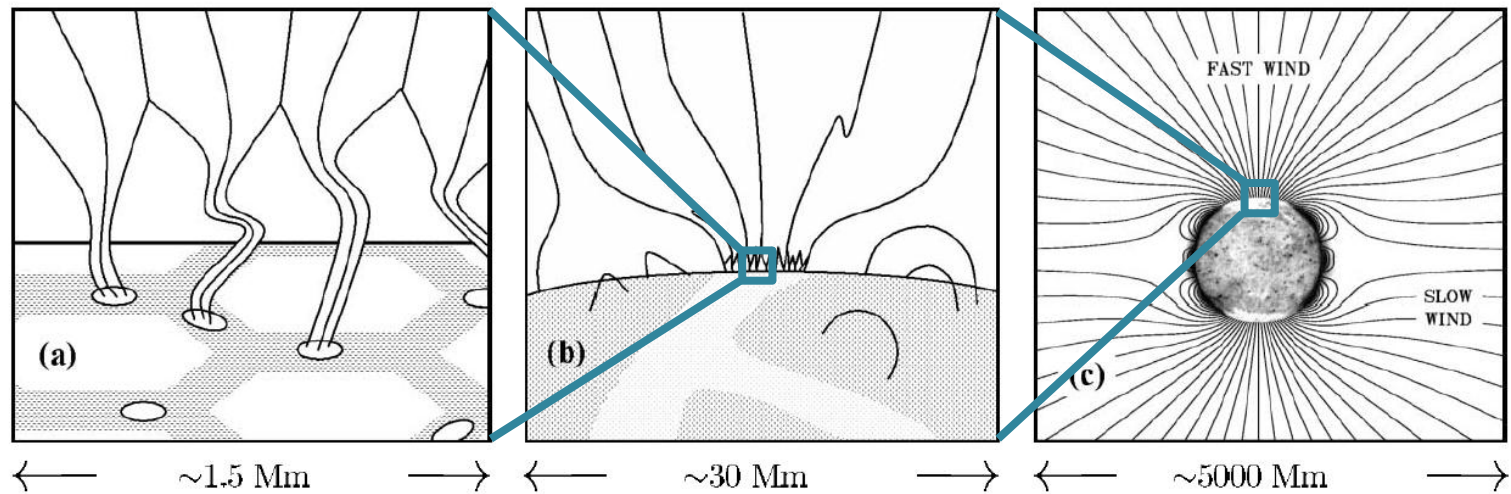 FAST WIND
SLOW
WIND
(a)
(b)
(c)
~1.5 Mm
~30 Mm
~5000 Mm